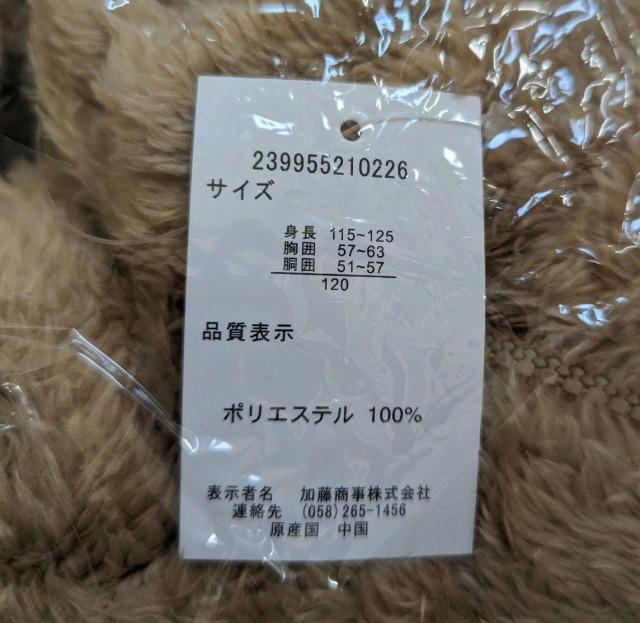 239955210226
サイズ
身長 115~125
胸囲 57~63
胴囲 51~57
120
品質表示
ポリエステル 100%
表示者名 加藤商事株式会社
連絡先 (058)265-1456
原産国 中国